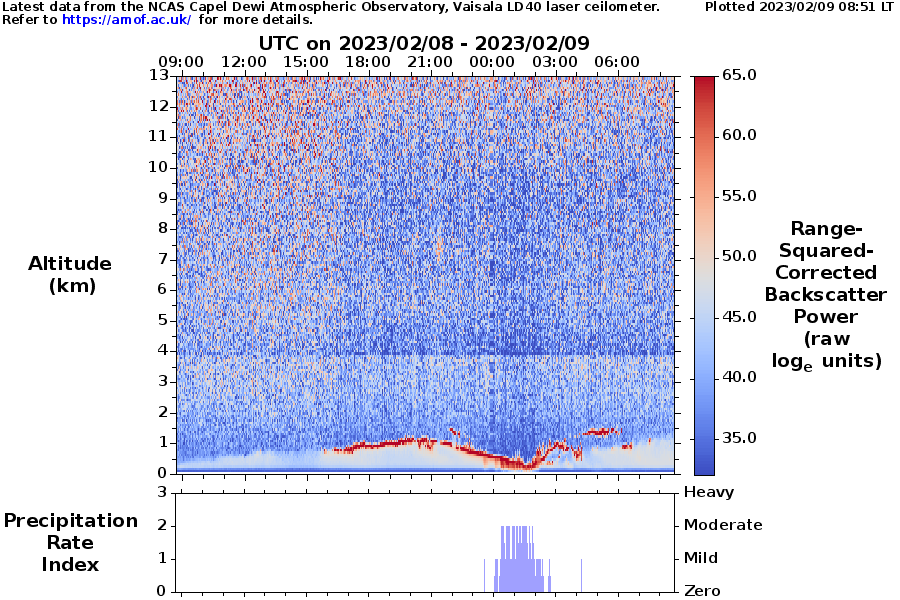 Latest data from the NCAS Capel Dewi Atmospheric Observatory, Vaisala LD40 laser ceilometer.
Plotted 2023/02/09 08:51 LT
Refer to https://amof.ac.uk/ for more details.
UTC on 2023/02/08 - 2023/02/09
09:00 12:00 15:00 18:00 21:00 00:00 03:00 06:00
13
12
11
10
9
8
7
6
5
4
3
2
1
0
Altitude
(km)
65.0
60.0
55.0
50.0
45.0
40.0
35.0
Range-
Squared-
Corrected
Backscatter
Power
(raw
logₑ units)
3
2
1
0
Precipitation
Rate
Index
Heavy
Moderate
Mild
Zero